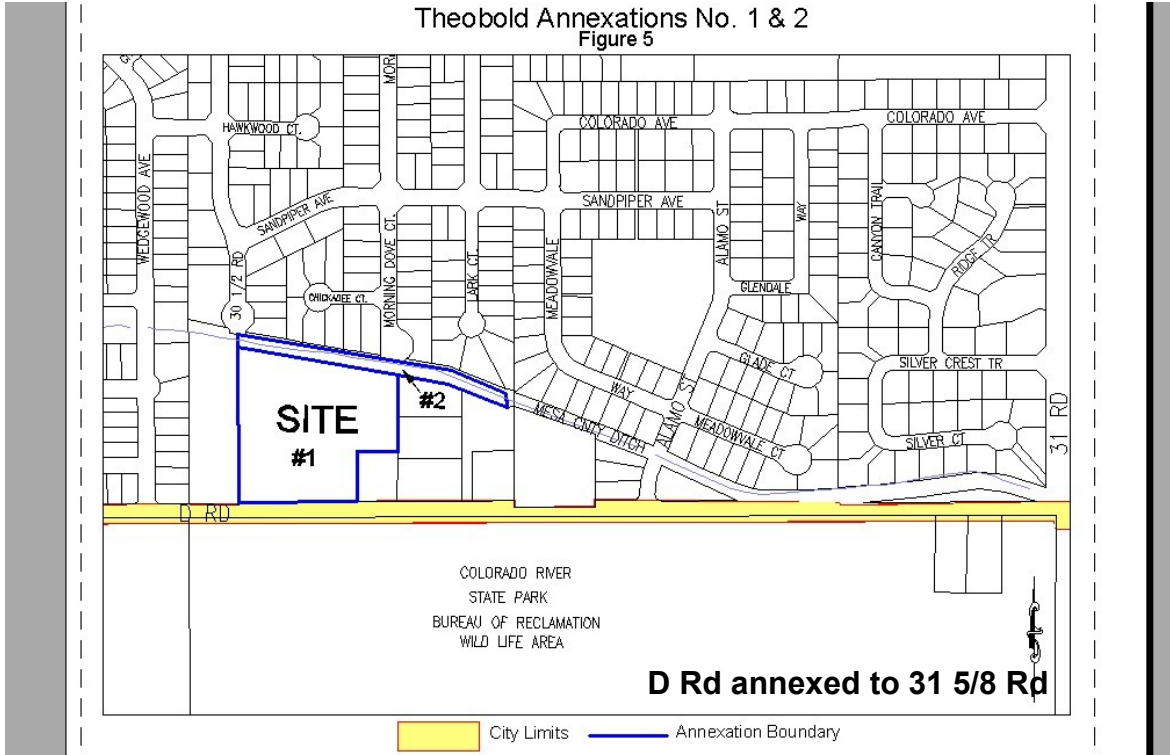 Theobold Annexations No. 1 & 2
Figure 5
HAWKWOOD CT.
COLORADO AVE
COLORADO AVE
WEDGEWOOD AVE
SANDPIPER AVE
SANDPIPER AVE
MORNING DOVE CT.
LARK CT.
MEADOWVALE
WAY
ALAMO ST
WAY
CANYON TRAIL
RIDGE TR
GLENDALE
30 1/2 RD
CHICKADEE CT.
GLADE CT
SILVER CREST TR
SITE
#1
#2
MESA CNTY DITCH
ALAMO ST
MEADOWVALE CT
SILVER CT
31 RD
D RD
COLORADO RIVER
STATE PARK
BUREAU OF RECLAMATION
WILD LIFE AREA
D Rd annexed to 31 5/8 Rd
City Limits
Annexation Boundary